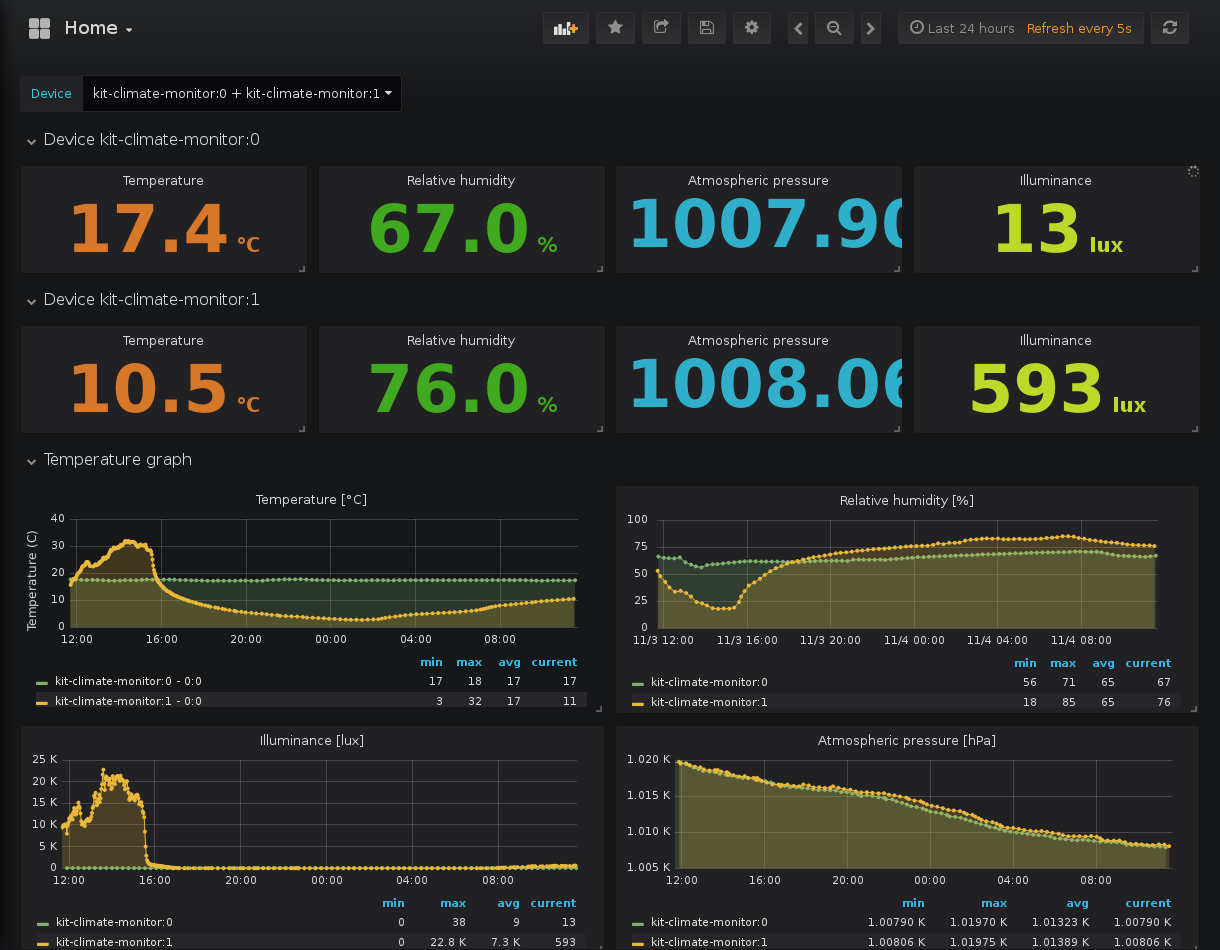 Home
Last 24 hours Refresh every 5s
Device kit-climate-monitor:0 + kit-climate-monitor:1
Device kit-climate-monitor:0
Temperature Relative humidity Atmospheric pressure Illuminance
17.4 °C 67.0 % 1007.90 13 lux
Device kit-climate-monitor:1
Temperature Relative humidity Atmospheric pressure Illuminance
10.5 °C 76.0 % 1008.06 593 lux
Temperature graph
Temperature [°C]
Temperature (C)
40
30
20
10
0
12:00 16:00 20:00 00:00 04:00 08:00
min max avg current
kit-climate-monitor:0 - 0:0 17 18 17 17
kit-climate-monitor:1 - 0:0 3 32 17 11
Relative humidity [%]
100
75
50
25
0
11/3 12:00 11/3 16:00 11/3 20:00 11/4 00:00 11/4 04:00 11/4 08:00
min max avg current
kit-climate-monitor:0 56 71 65 67
kit-climate-monitor:1 18 85 65 76
Illuminance [lux]
25 K
20 K
15 K
10 K
5 K
0
12:00 16:00 20:00 00:00 04:00 08:00
min max avg current
kit-climate-monitor:0 0 38 9 13
kit-climate-monitor:1 0 22.8 K 7.3 K 593
Atmospheric pressure [hPa]
1.020 K
1.015 K
1.010 K
1.005 K
12:00 16:00 20:00 00:00 04:00 08:00
min max avg current
kit-climate-monitor:0 1.00790 K 1.01970 K 1.01323 K 1.00790 K
kit-climate-monitor:1 1.00806 K 1.01975 K 1.01389 K 1.00806 K